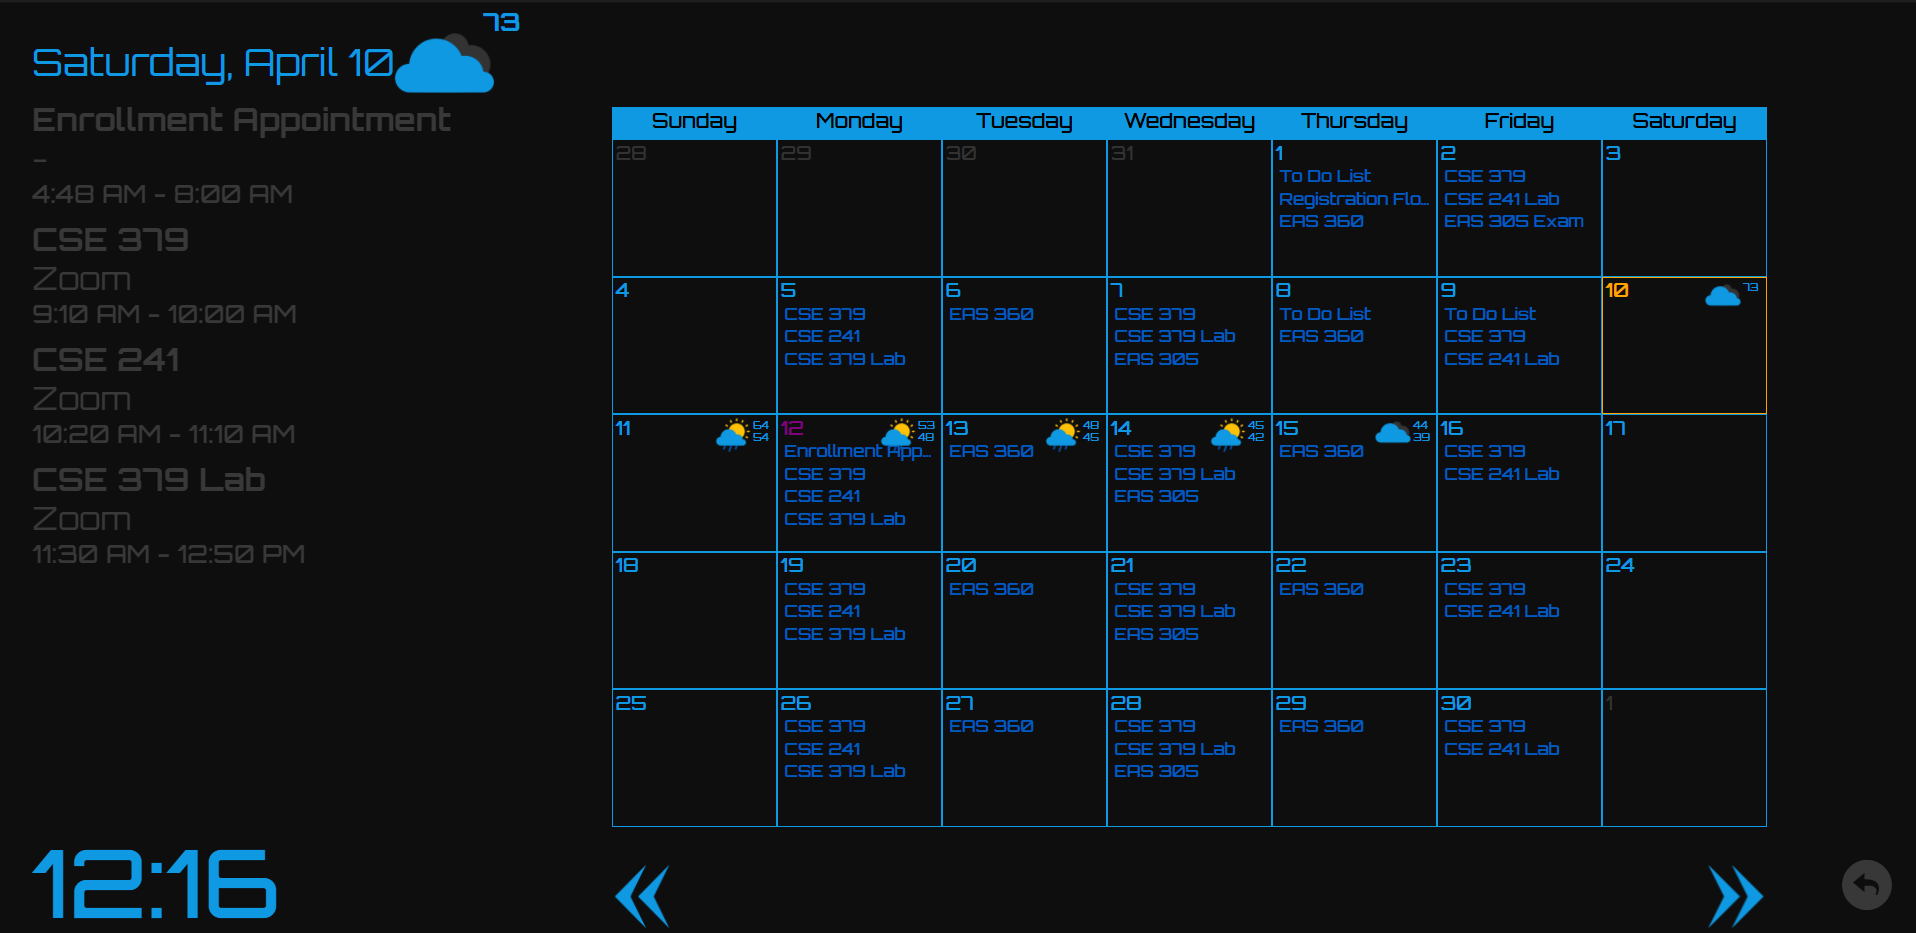 73
Saturday, April 10
Enrollment Appointment
-
4:48 AM - 8:00 AM
CSE 379
Zoom
9:10 AM - 10:00 AM
CSE 241
Zoom
10:20 AM - 11:10 AM
CSE 379 Lab
Zoom
11:30 AM - 12:50 PM
12:16
Sunday Monday Tuesday Wednesday Thursday Friday Saturday
28
29
30
31
1
To Do List
Registration Flo...
EAS 360
2
CSE 379
CSE 241 Lab
EAS 305 Exam
3
4
5
CSE 379
CSE 241
CSE 379 Lab
6
EAS 360
7
CSE 379
CSE 379 Lab
EAS 305
8
To Do List
EAS 360
9
To Do List
CSE 379
CSE 241 Lab
10 73
11 64
54
12 53
48
Enrollment App...
CSE 379
CSE 241
CSE 379 Lab
13 48
45
EAS 360
14 45
42
CSE 379
CSE 379 Lab
EAS 305
15 44
39
EAS 360
16
CSE 379
CSE 241 Lab
17
18
19
CSE 379
CSE 241
CSE 379 Lab
20
EAS 360
21
CSE 379
CSE 379 Lab
EAS 305
22
EAS 360
23
CSE 379
CSE 241 Lab
24
25
26
CSE 379
CSE 241
CSE 379 Lab
27
EAS 360
28
CSE 379
CSE 379 Lab
EAS 305
29
EAS 360
30
CSE 379
CSE 241 Lab
1